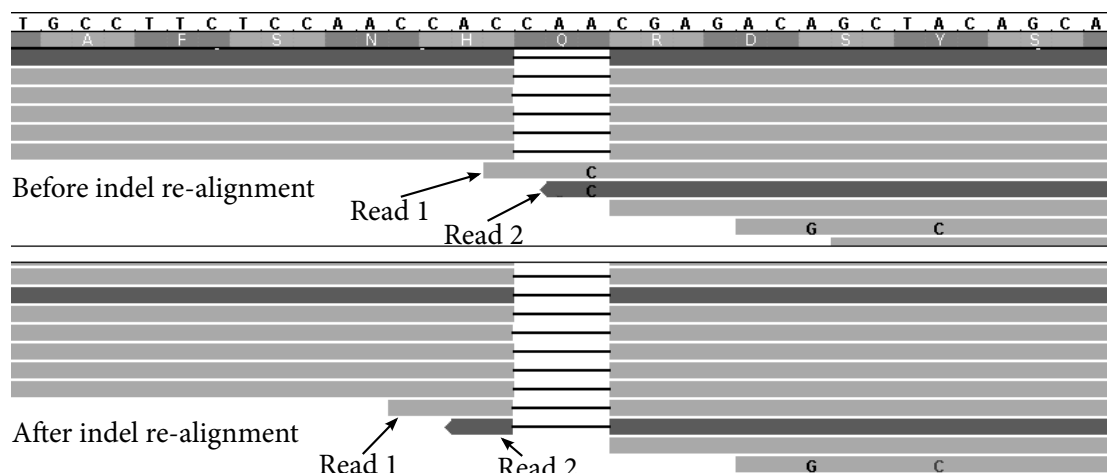 T G C C T T C T C C A A C C A C C A A C G A G A C A G C T A C A G C A
A F S N H Q R D S Y S
C
Before indel re-alignment
C
Read 1
Read 2
G C
After indel re-alignment
Read 1
Read 2
G C